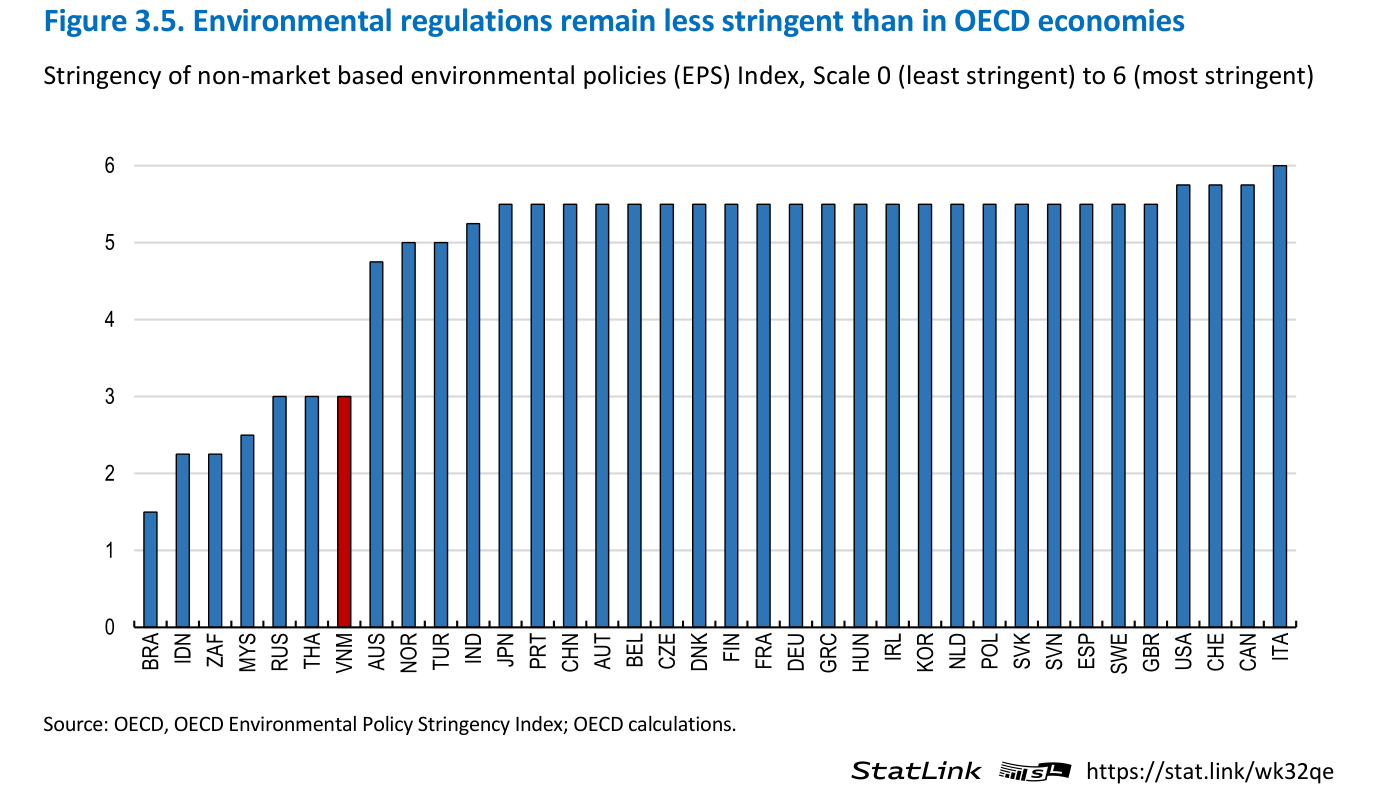 Figure 3.5. Environmental regulations remain less stringent than in OECD economies
Stringency of non-market based environmental policies (EPS) Index, Scale 0 (least stringent) to 6 (most stringent)
6
5
4
3
2
1
0
BRA IDN ZAF MYS RUS THA VNM AUS NOR TUR IND JPN PRT CHN AUT BEL CZE DNK FIN FRA DEU GRC HUN IRL KOR NLD POL SVK SVN ESP SWE GBR USA CHE CAN ITA
Source: OECD, OECD Environmental Policy Stringency Index; OECD calculations.
StatLink SL https://stat.link/wk32qe